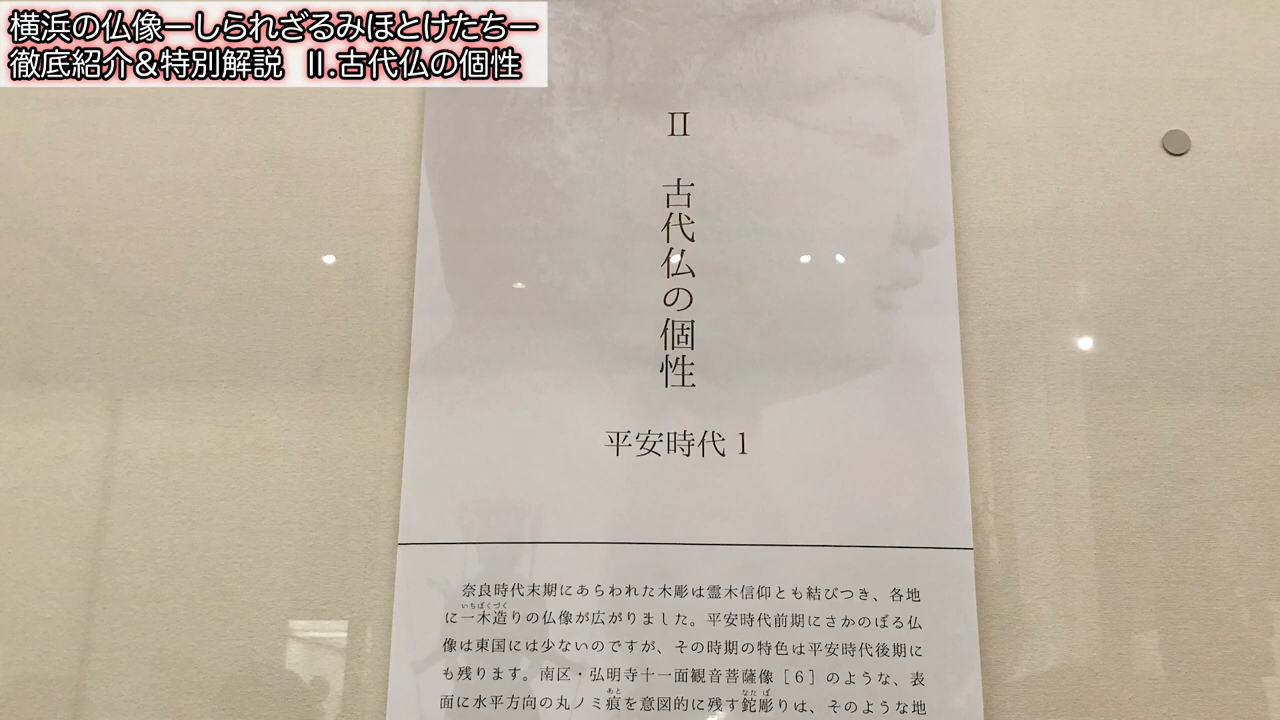 横浜の仏像ーしられざるみほとけたちー
徹底紹介&特別解説 Ⅱ.古代仏の個性
Ⅱ
古代仏の個性
平安時代1
奈良時代末期にあらわれた木彫は霊木信仰とも結びつき、各地
いちぼくづく
に一木造りの仏像が広がりました。平安時代前期にさかのぼる仏
像は東国には少ないのですが、その時期の特色は平安時代後期に
も残ります。南区・弘明寺十一面観音菩薩像[6]のような、表
あと なたぼ
面に水平方向の丸ノミ痕を意図的に残す鉈彫りは、そのような地